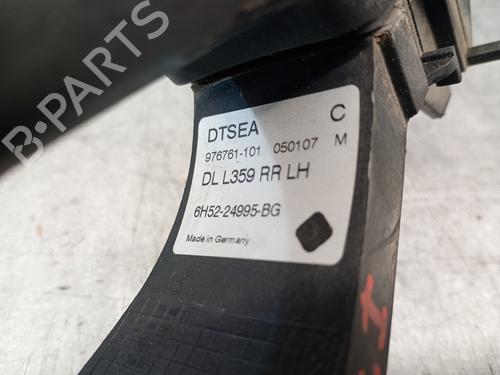 B-PARTS
DTSEA C
976761-101 050107 M
DL L359 RR LH
6H52-24995-BG
Made in Germany